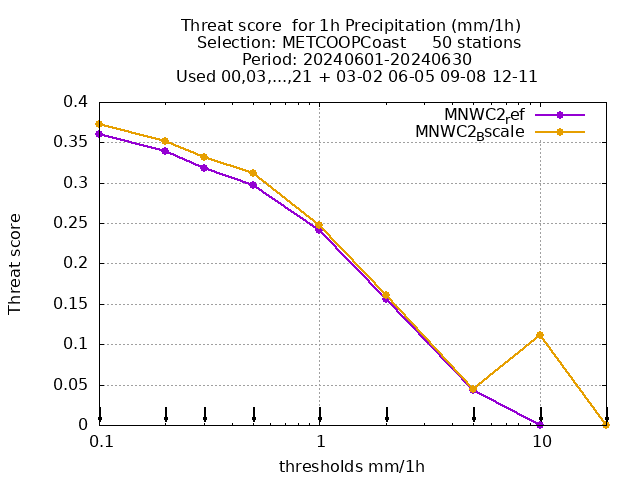 Threat score  for 1h Precipitation (mm/1h)
Selection: METCOOPCoast     50 stations
Period: 20240601-20240630
Used 00,03,...,21 + 03-02 06-05 09-08 12-11
MNWC2ref
MNWC2Bscale
0.4
0.35
0.3
0.25
0.2
0.15
0.1
0.05
0
Threat score
0.1
1
10
thresholds mm/1h